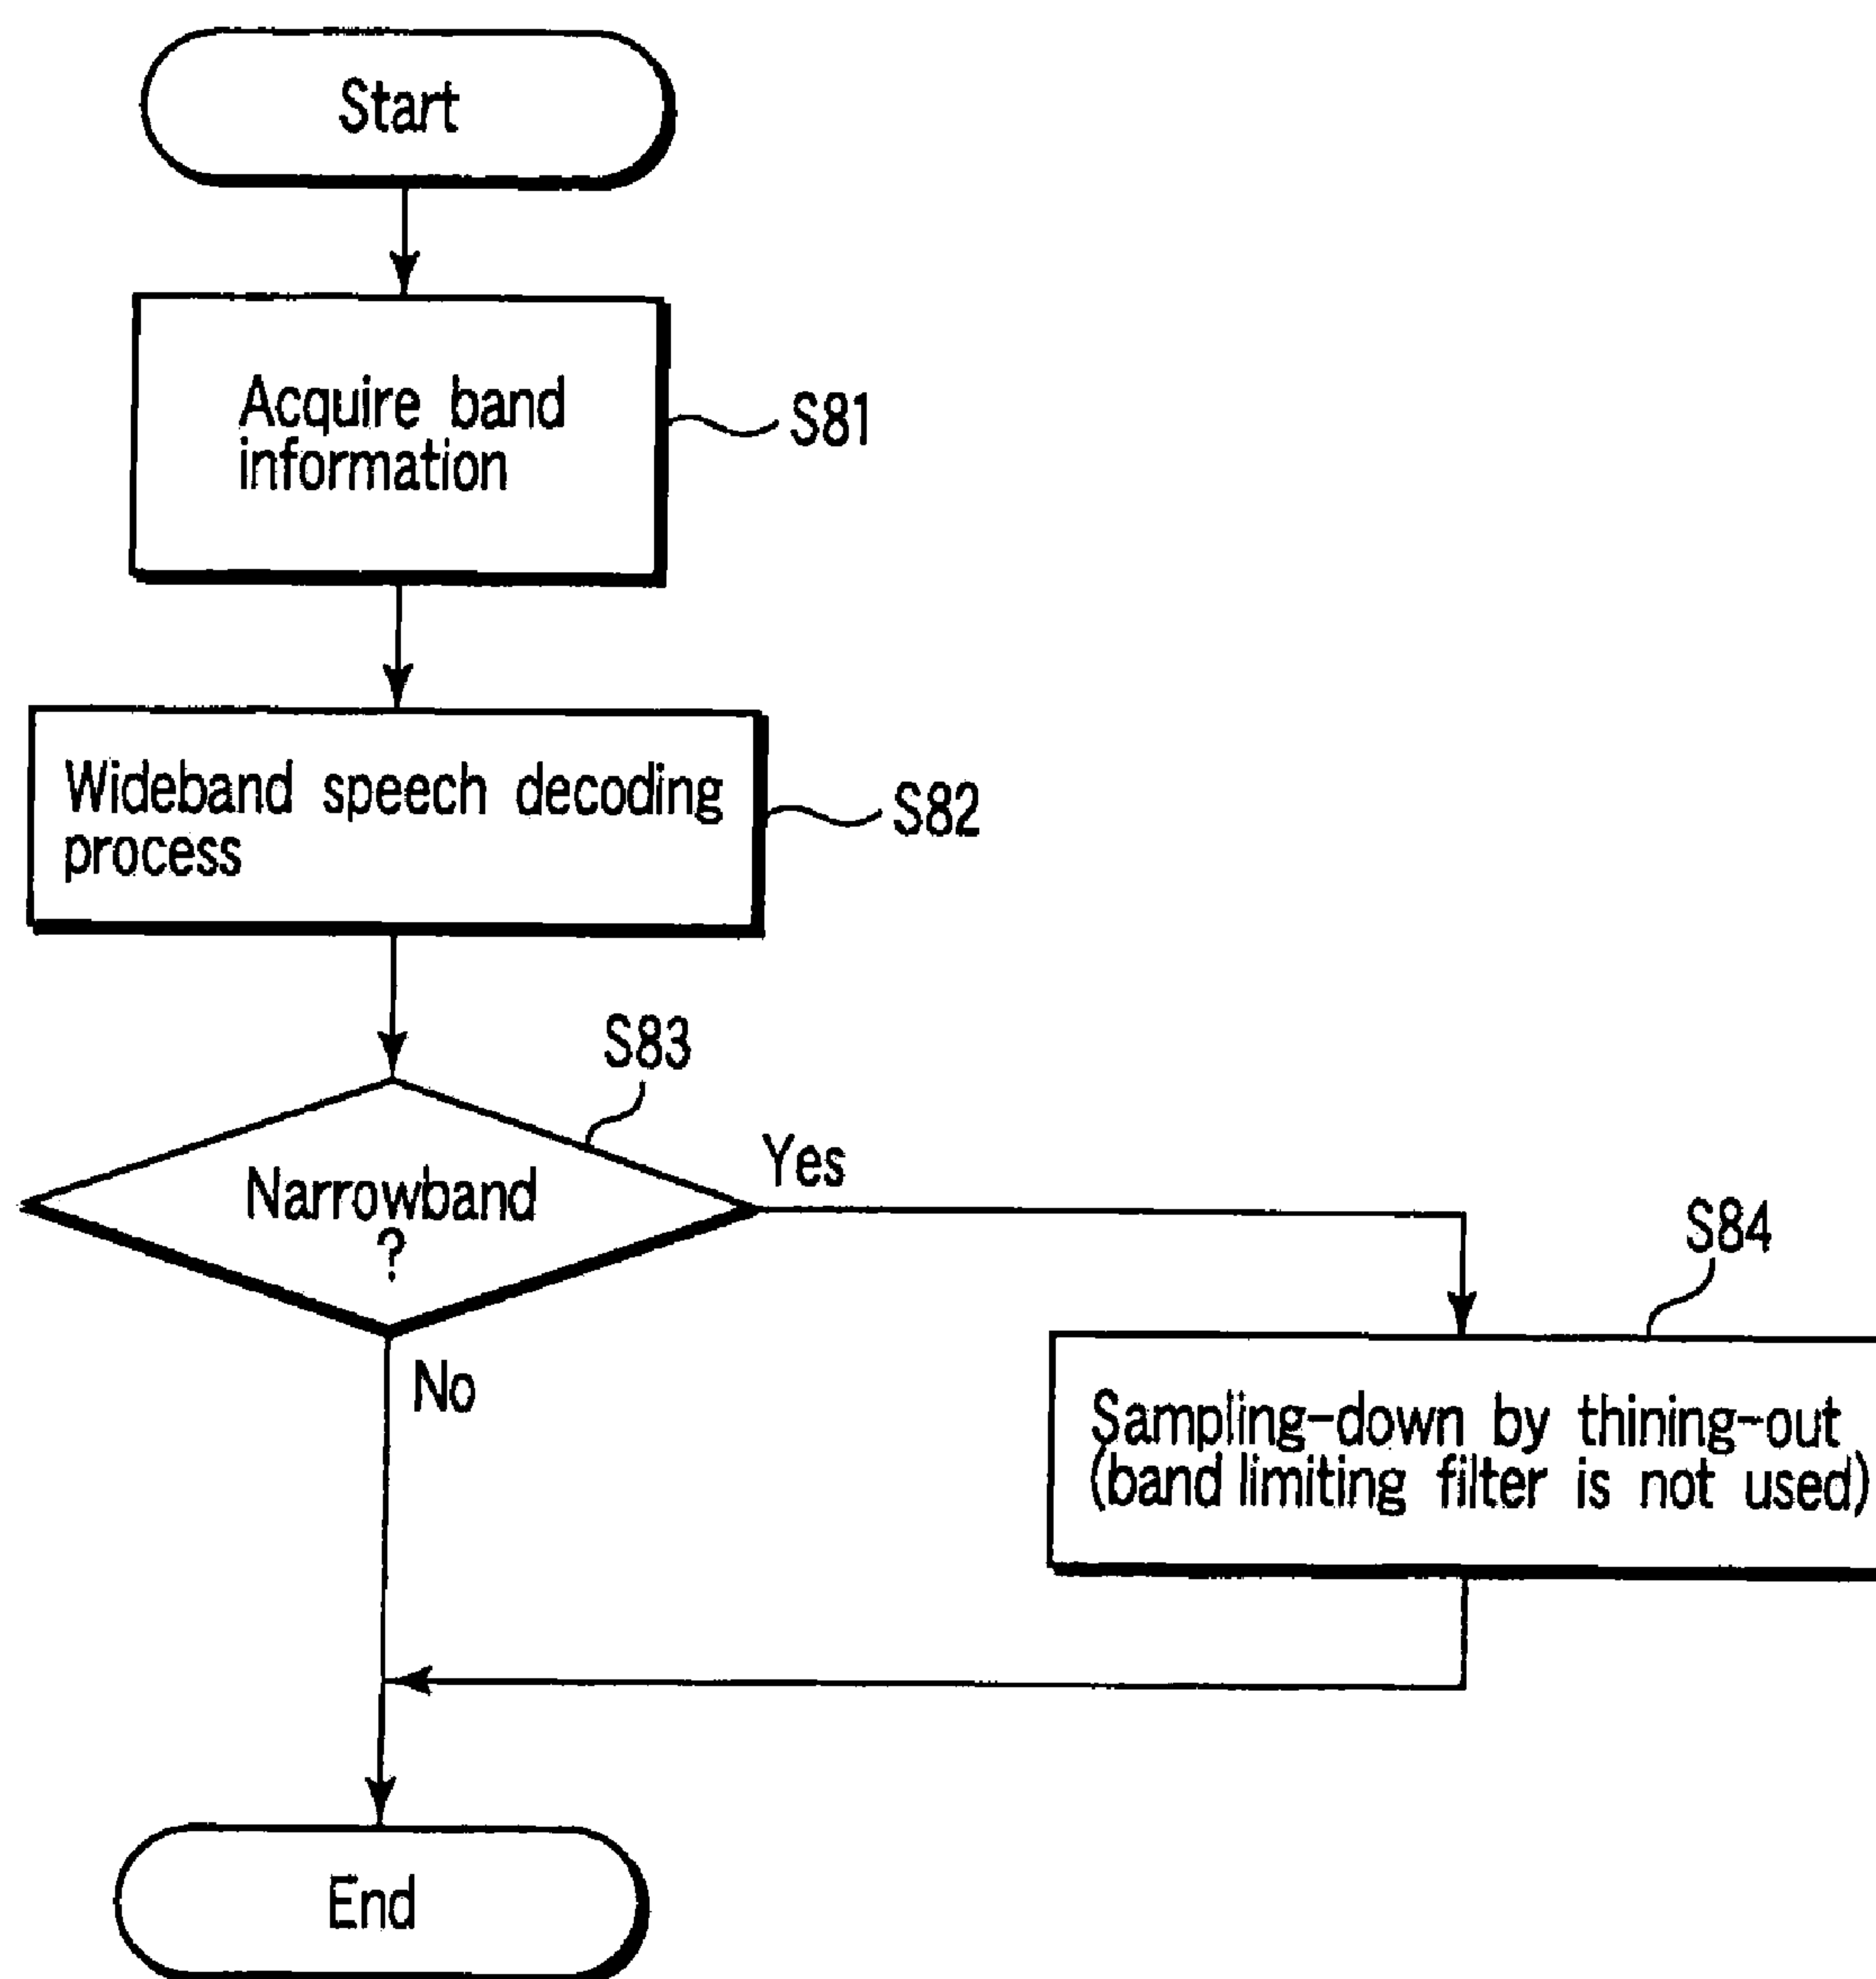 Start
Acquire band
information
S81
Wideband speech decoding
process
S82
S83
Narrowband
?
Yes
No
S84
Sampling-down by thining-out
(band limiting filter is not used)
End